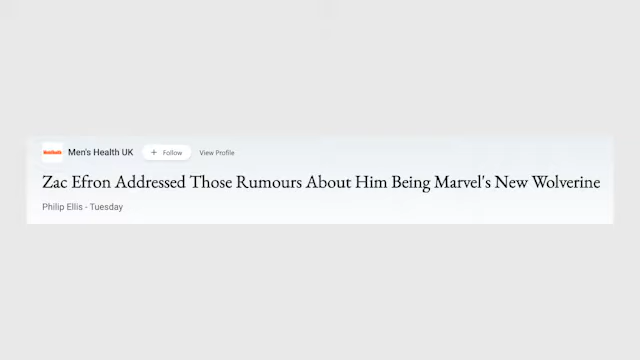 Men's Health UK + Follow View Profile
Zac Efron Addressed Those Rumours About Him Being Marvel's New Wolverine
Philip Ellis - Tuesday